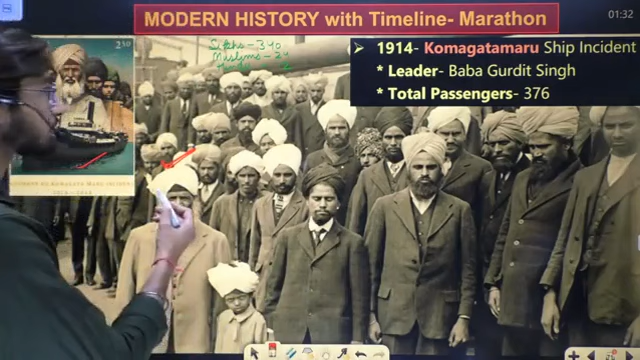 01:32
MODERN HISTORY with Timeline- Marathon
1914- Komagatamaru Ship Incident
* Leader- Baba Gurdit Singh
* Total Passengers- 376
Sikhs- 340
Muslims- 24